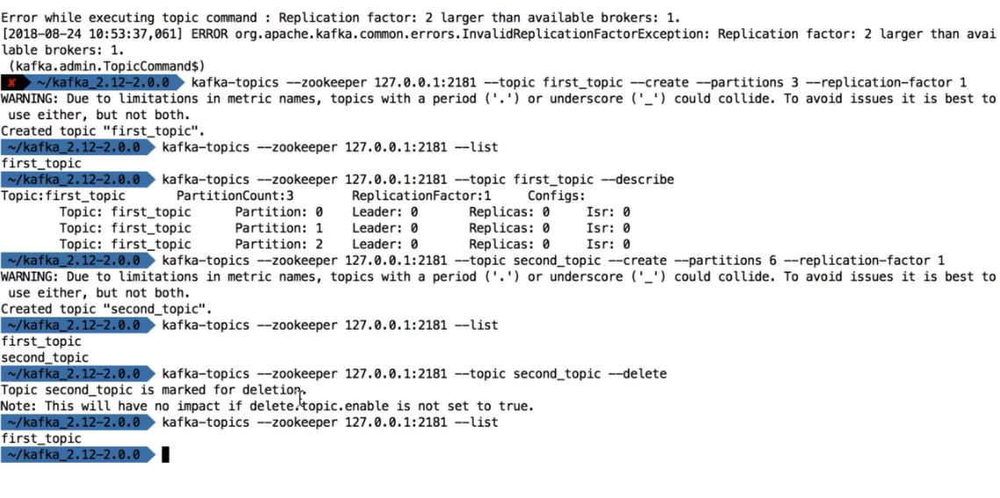 Error while executing topic command : Replication factor: 2 larger than available brokers: 1.
[2018-08-24 10:53:37,061] ERROR org.apache.kafka.common.errors.InvalidReplicationFactorException: Replication factor: 2 larger than avai
lable brokers: 1.
 (kafka.admin.TopicCommand$)
✘ ~/kafka_2.12-2.0.0 kafka-topics --zookeeper 127.0.0.1:2181 --topic first_topic --create --partitions 3 --replication-factor 1
WARNING: Due to limitations in metric names, topics with a period ('.') or underscore ('_') could collide. To avoid issues it is best to
 use either, but not both.
Created topic "first_topic".
~/kafka_2.12-2.0.0 kafka-topics --zookeeper 127.0.0.1:2181 --list
first_topic
~/kafka_2.12-2.0.0 kafka-topics --zookeeper 127.0.0.1:2181 --topic first_topic --describe
Topic:first_topic PartitionCount:3 ReplicationFactor:1 Configs:
Topic: first_topic Partition: 0 Leader: 0 Replicas: 0 Isr: 0
Topic: first_topic Partition: 1 Leader: 0 Replicas: 0 Isr: 0
Topic: first_topic Partition: 2 Leader: 0 Replicas: 0 Isr: 0
~/kafka_2.12-2.0.0 kafka-topics --zookeeper 127.0.0.1:2181 --topic second_topic --create --partitions 6 --replication-factor 1
WARNING: Due to limitations in metric names, topics with a period ('.') or underscore ('_') could collide. To avoid issues it is best to
 use either, but not both.
Created topic "second_topic".
~/kafka_2.12-2.0.0 kafka-topics --zookeeper 127.0.0.1:2181 --list
first_topic
second_topic
~/kafka_2.12-2.0.0 kafka-topics --zookeeper 127.0.0.1:2181 --topic second_topic --delete
Topic second_topic is marked for deletion.
Note: This will have no impact if delete.topic.enable is not set to true.
~/kafka_2.12-2.0.0 kafka-topics --zookeeper 127.0.0.1:2181 --list
first_topic
~/kafka_2.12-2.0.0